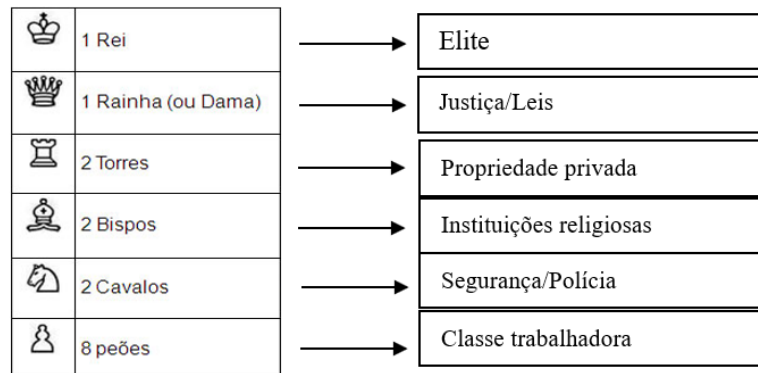 1 Rei Elite
1 Rainha (ou Dama) Justiça/Leis
2 Torres Propriedade privada
2 Bispos Instituições religiosas
2 Cavalos Segurança/Polícia
8 peões Classe trabalhadora